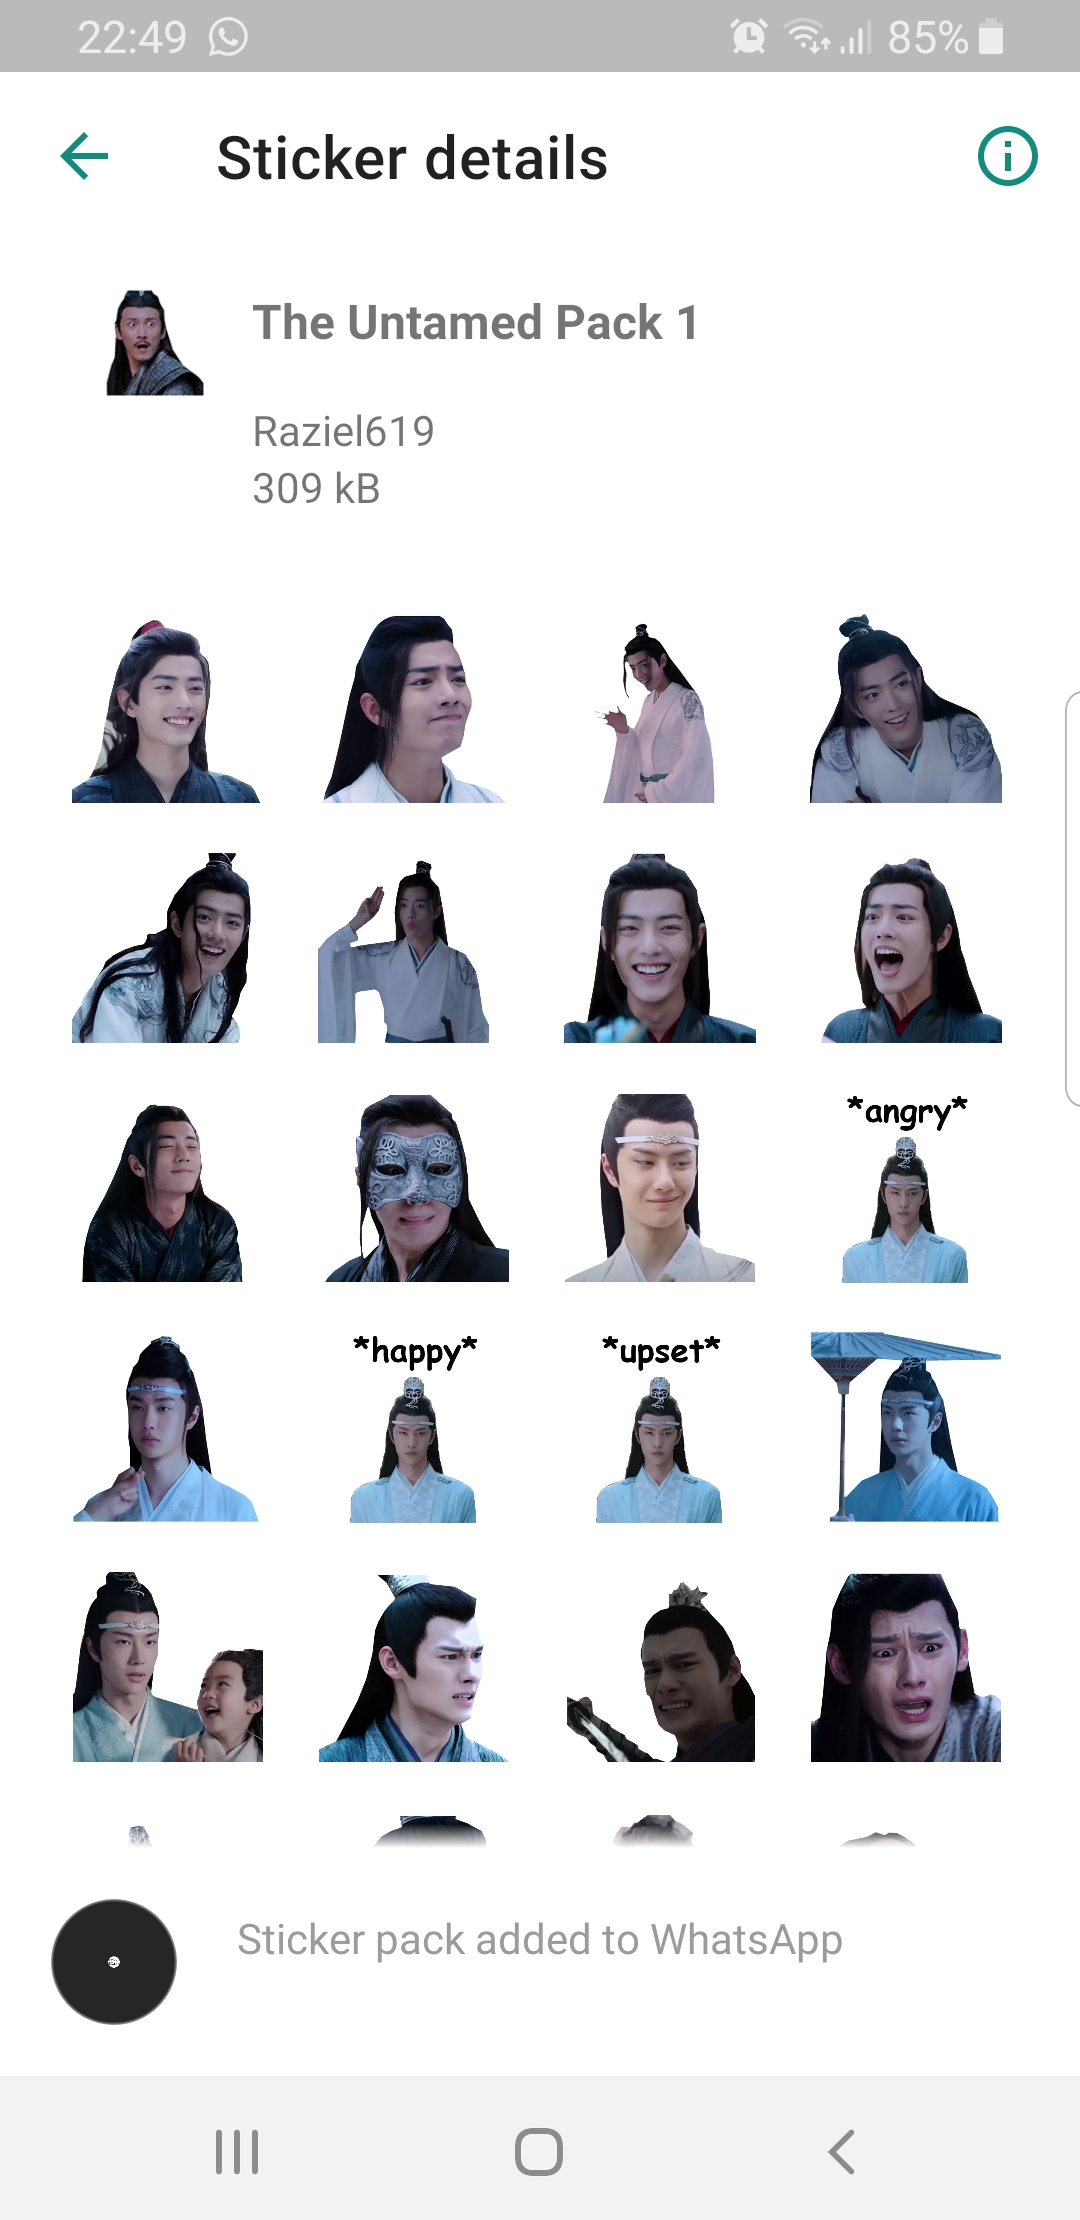 22:49
85%
Sticker details
The Untamed Pack 1
Raziel619
309 kB
*angry*
*happy*
*upset*
Sticker pack added to WhatsApp